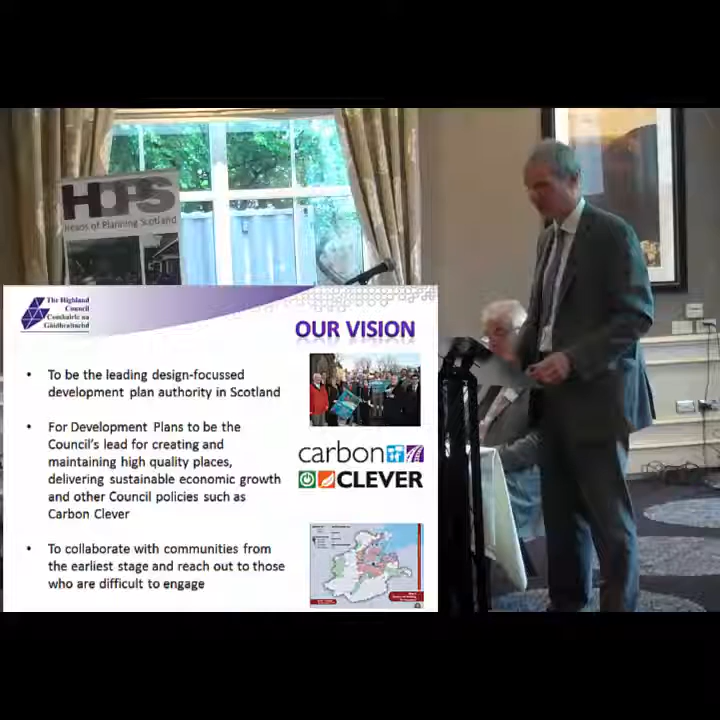 HOPS
Heads of Planning Scotland
The Highland
Council
Comhairle na
Gàidhealtachd
OUR VISION
• To be the leading design-focussed
development plan authority in Scotland
• For Development Plans to be the
Council's lead for creating and
maintaining high quality places,
delivering sustainable economic growth
and other Council policies such as
Carbon Clever
carbon
CLEVER
• To collaborate with communities from
the earliest stage and reach out to those
who are difficult to engage